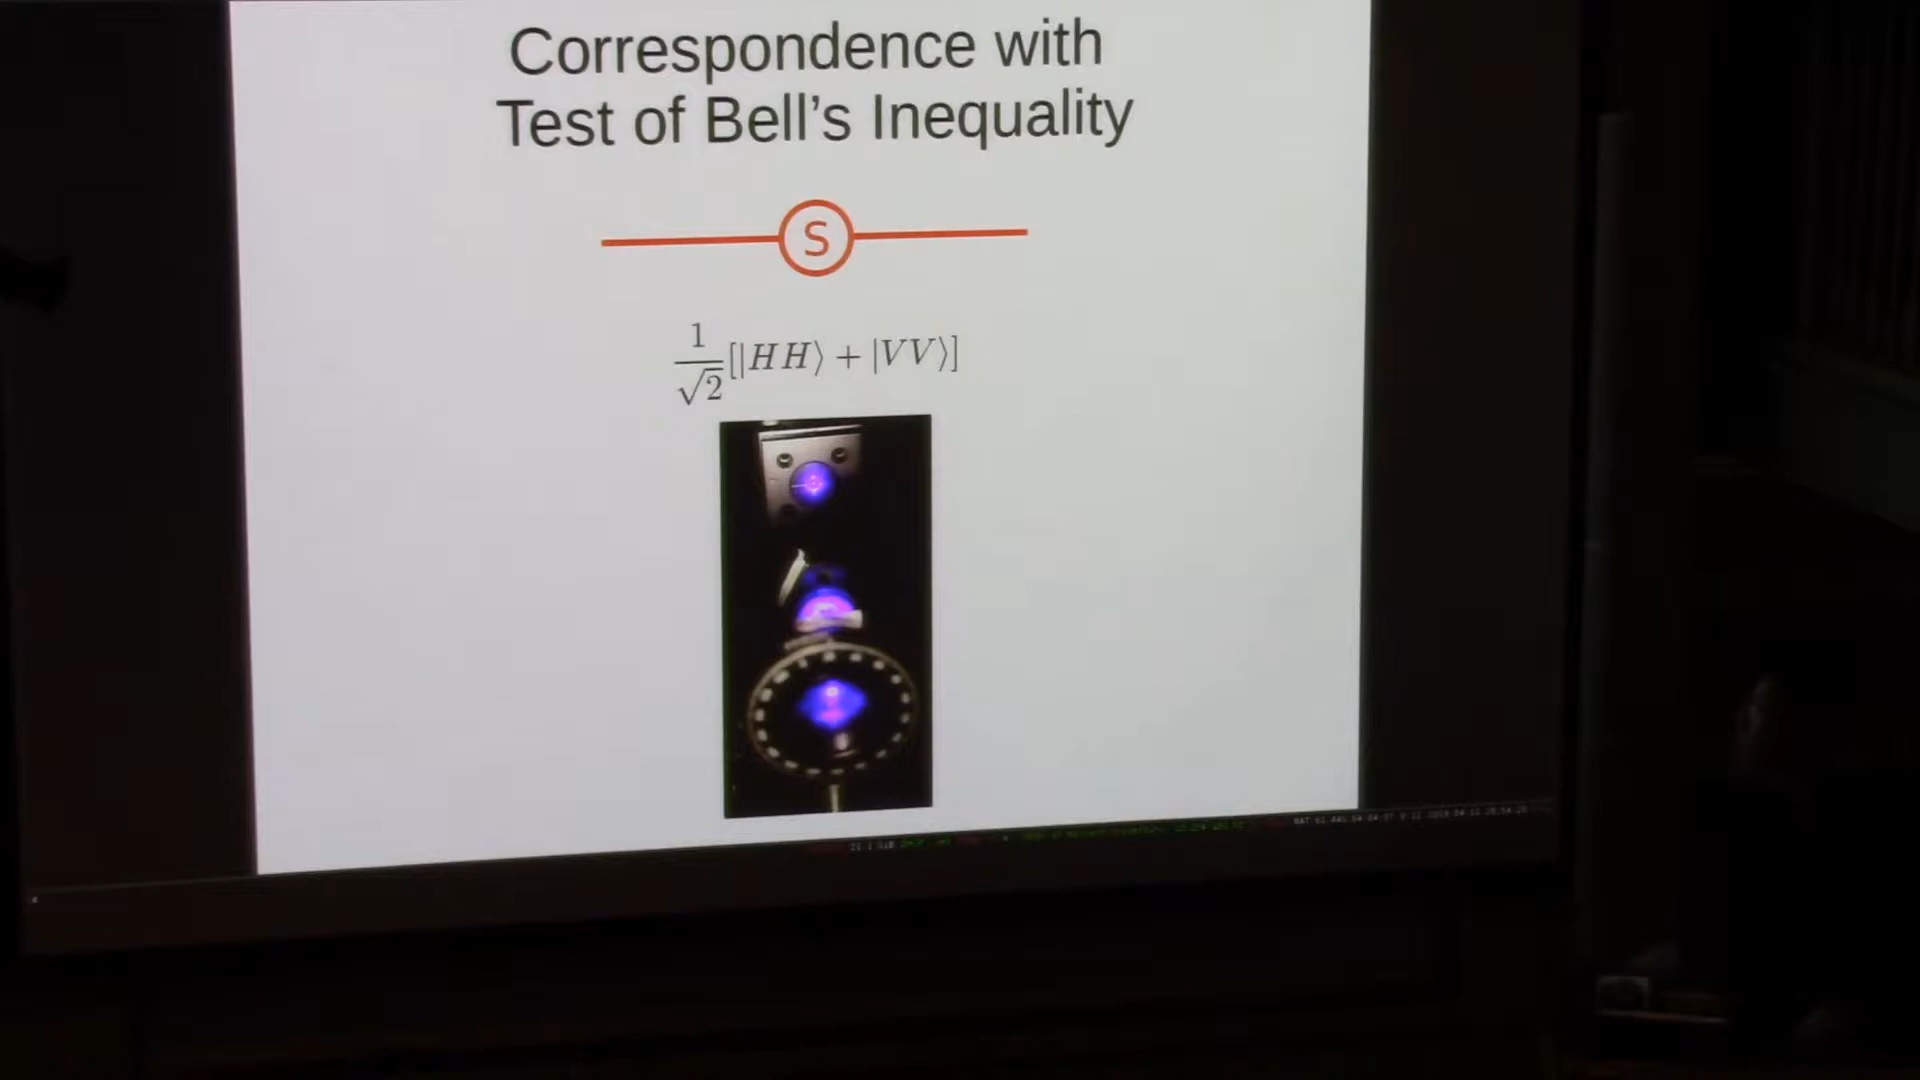 Correspondence with
Test of Bell's Inequality
S
1/√2 [|HH⟩ + |VV⟩]